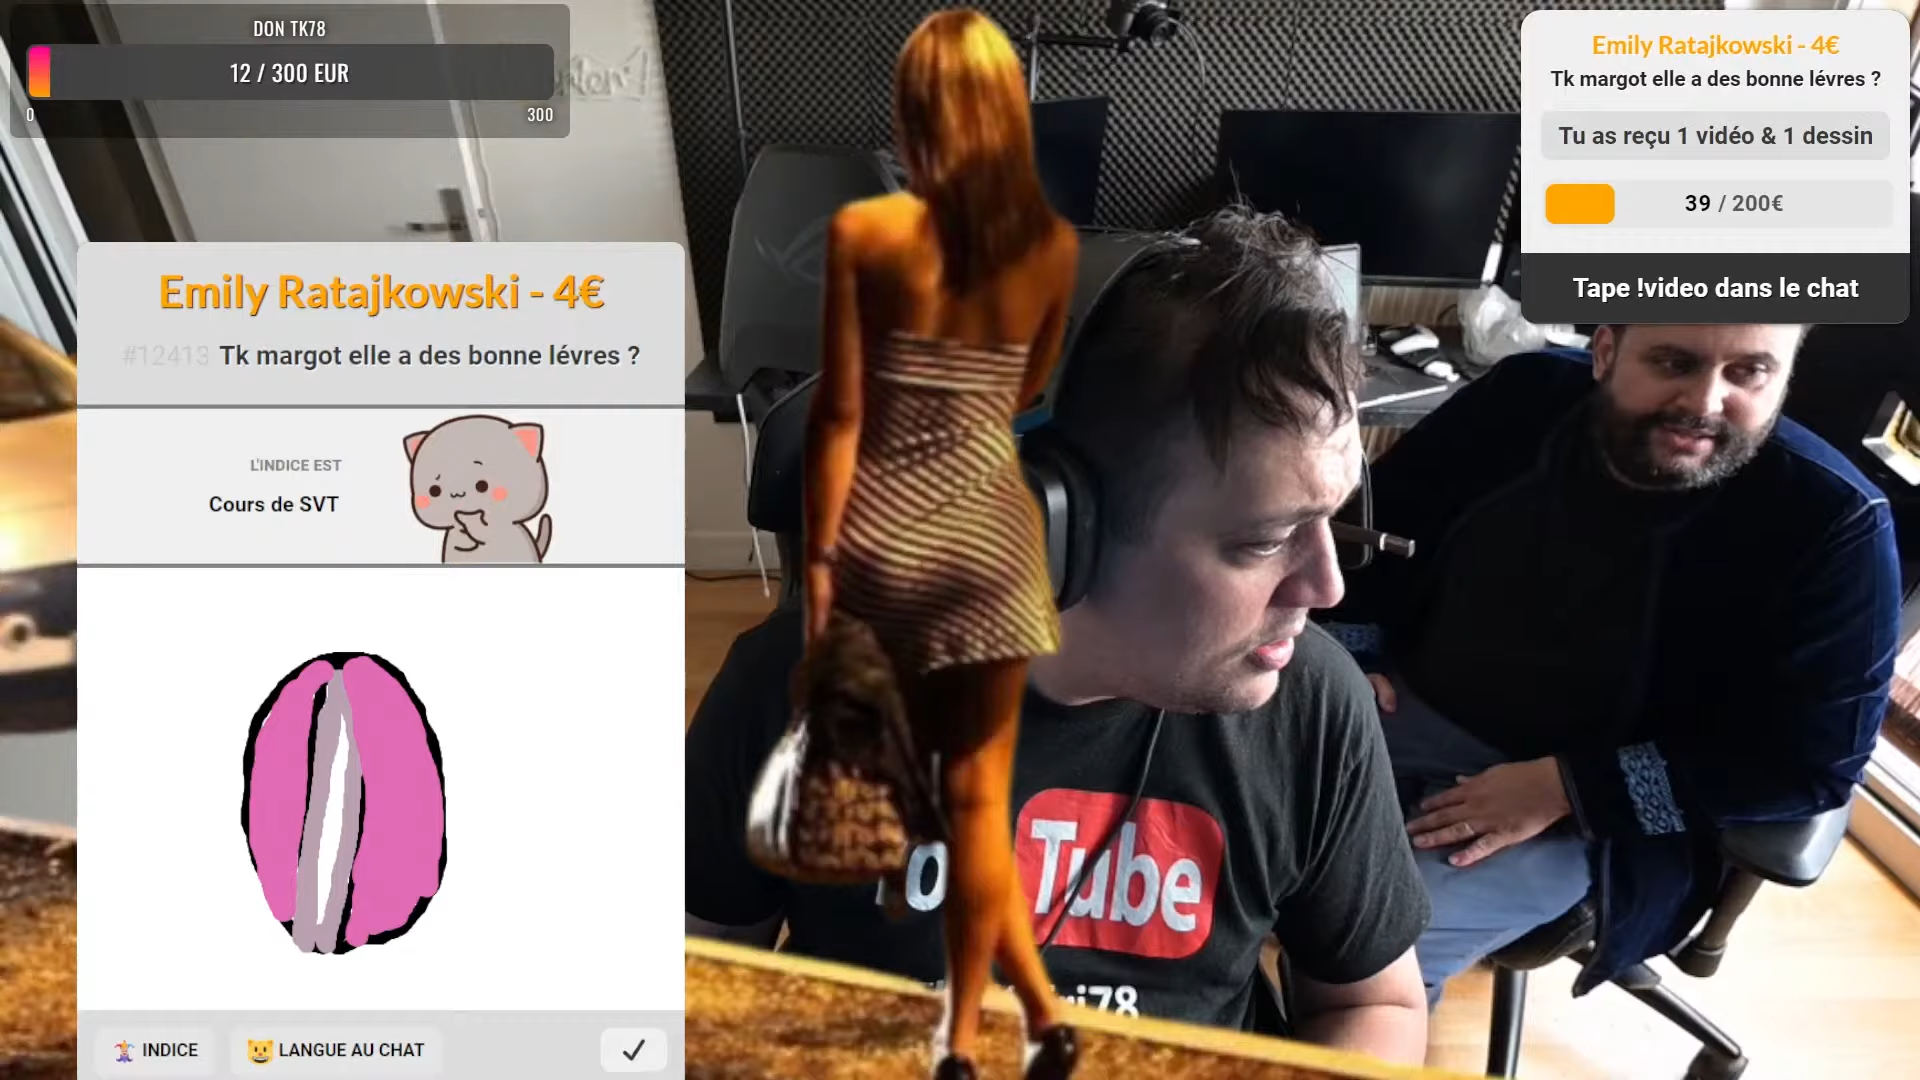 DON TK78
12 / 300 EUR
0
300
Emily Ratajkowski - 4€
#12413 Tk margot elle a des bonne lévres ?
L'INDICE EST
Cours de SVT
INDICE
LANGUE AU CHAT
Emily Ratajkowski - 4€
Tk margot elle a des bonne lévres ?
Tu as reçu 1 vidéo & 1 dessin
39 / 200€
Tape !video dans le chat
Tube